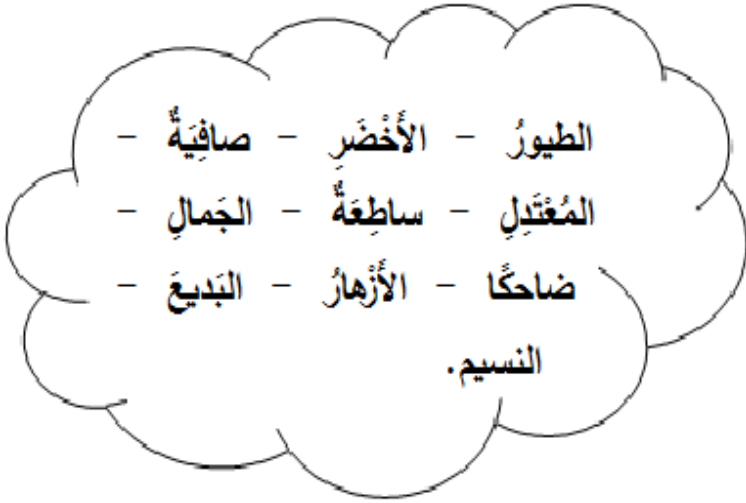 الطيورُ - الأَخْضَرِ - صافِيَةٌ -
المُعْتَدِلِ - ساطِعَةٌ - الجَمالِ -
ضاحكًا - الأَزْهارُ - البَديعَ -
النسيم.